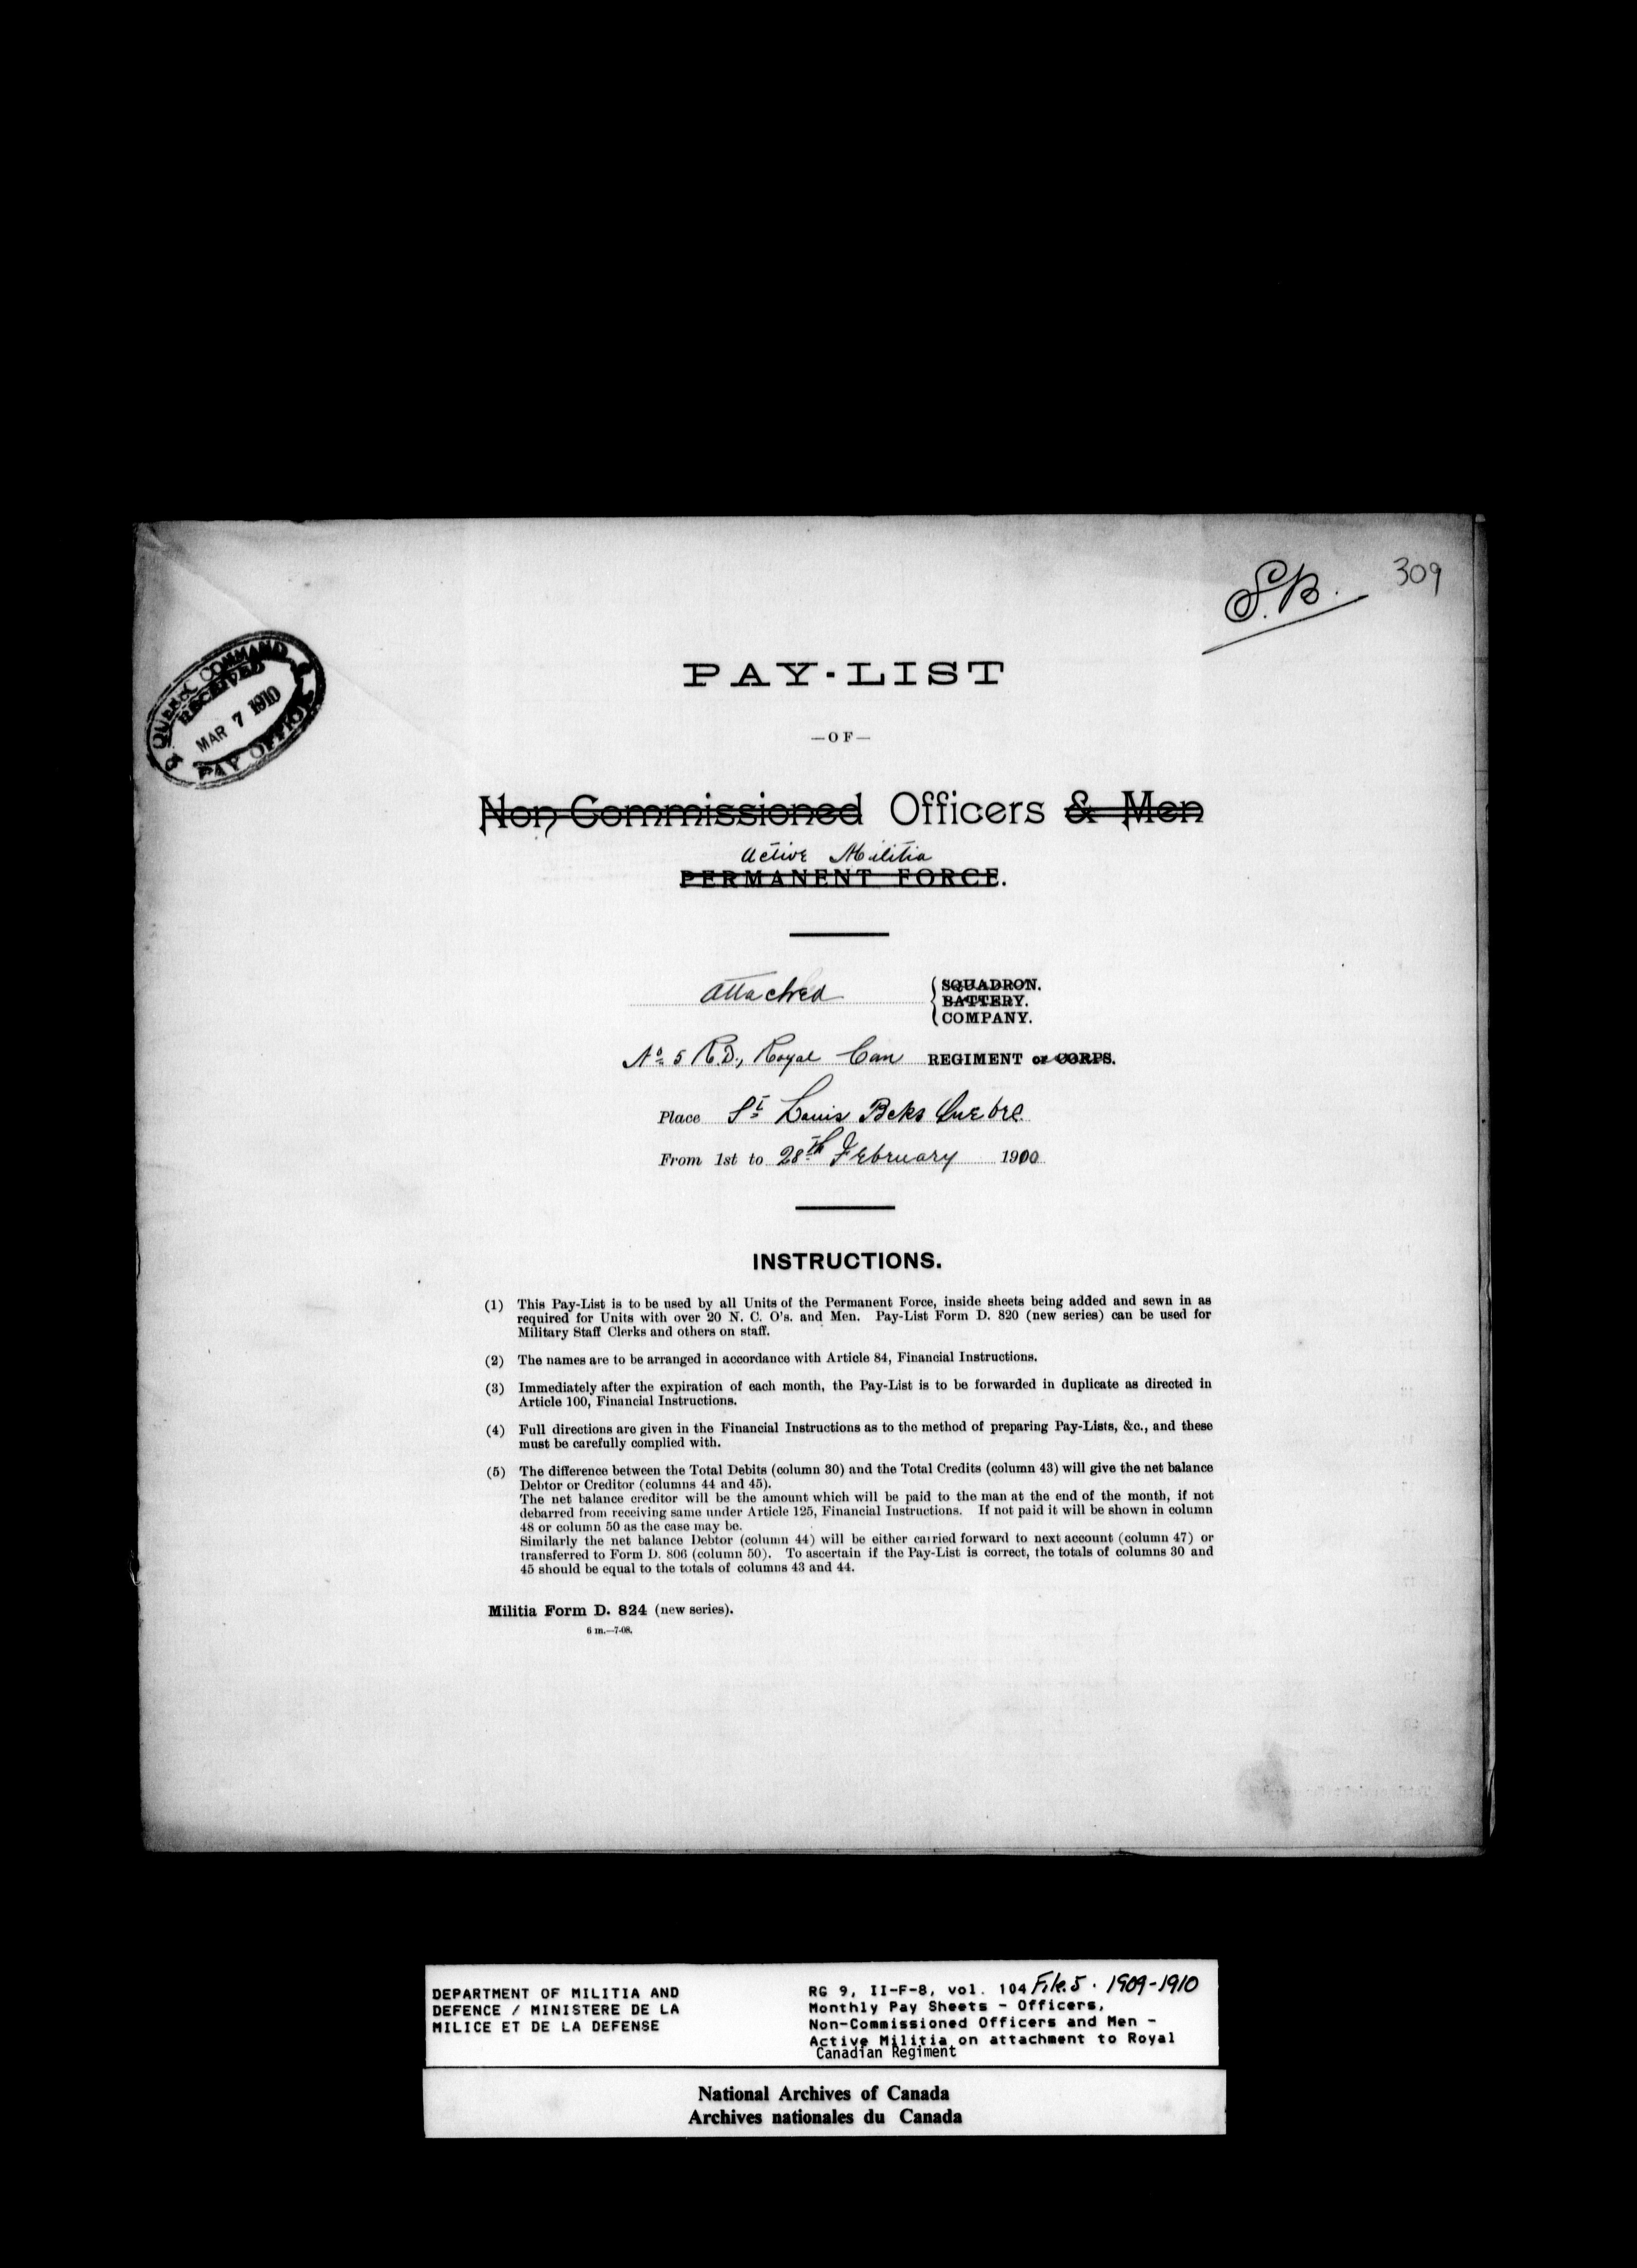 S.B. 309
QUEBEC COMMAND
RECEIVED
MAR 7 1910
PAY OFFICE
PAY-LIST
—OF—
Non-Commissioned Officers & Men
Active Militia
PERMANENT FORCE.
Attached
SQUADRON.
BATTERY.
COMPANY.
No 5 R.D., Royal Can REGIMENT or CORPS.
Place St Louis Bcks Quebec
From 1st to 28th February 1910
INSTRUCTIONS.
(1) This Pay-List is to be used by all Units of the Permanent Force, inside sheets being added and sewn in as
required for Units with over 20 N. C. O's. and Men. Pay-List Form D. 820 (new series) can be used for
Military Staff Clerks and others on staff.
(2) The names are to be arranged in accordance with Article 84, Financial Instructions.
(3) Immediately after the expiration of each month, the Pay-List is to be forwarded in duplicate as directed in
Article 100, Financial Instructions.
(4) Full directions are given in the Financial Instructions as to the method of preparing Pay-Lists, &c., and these
must be carefully complied with.
(5) The difference between the Total Debits (column 30) and the Total Credits (column 43) will give the net balance
Debtor or Creditor (columns 44 and 45).
The net balance creditor will be the amount which will be paid to the man at the end of the month, if not
debarred from receiving same under Article 125, Financial Instructions. If not paid it will be shown in column
48 or column 50 as the case may be.
Similarly the net balance Debtor (column 44) will be either carried forward to next account (column 47) or
transferred to Form D. 806 (column 50). To ascertain if the Pay-List is correct, the totals of columns 30 and
45 should be equal to the totals of columns 43 and 44.
Militia Form D. 824 (new series).
6 m.—7-08.
DEPARTMENT OF MILITIA AND
DEFENCE / MINISTERE DE LA
MILICE ET DE LA DEFENSE
RG 9, II-F-8, vol. 104 File 5. 1909-1910
Monthly Pay Sheets - Officers,
Non-Commissioned Officers and Men -
Active Militia on attachment to Royal
Canadian Regiment
National Archives of Canada
Archives nationales du Canada